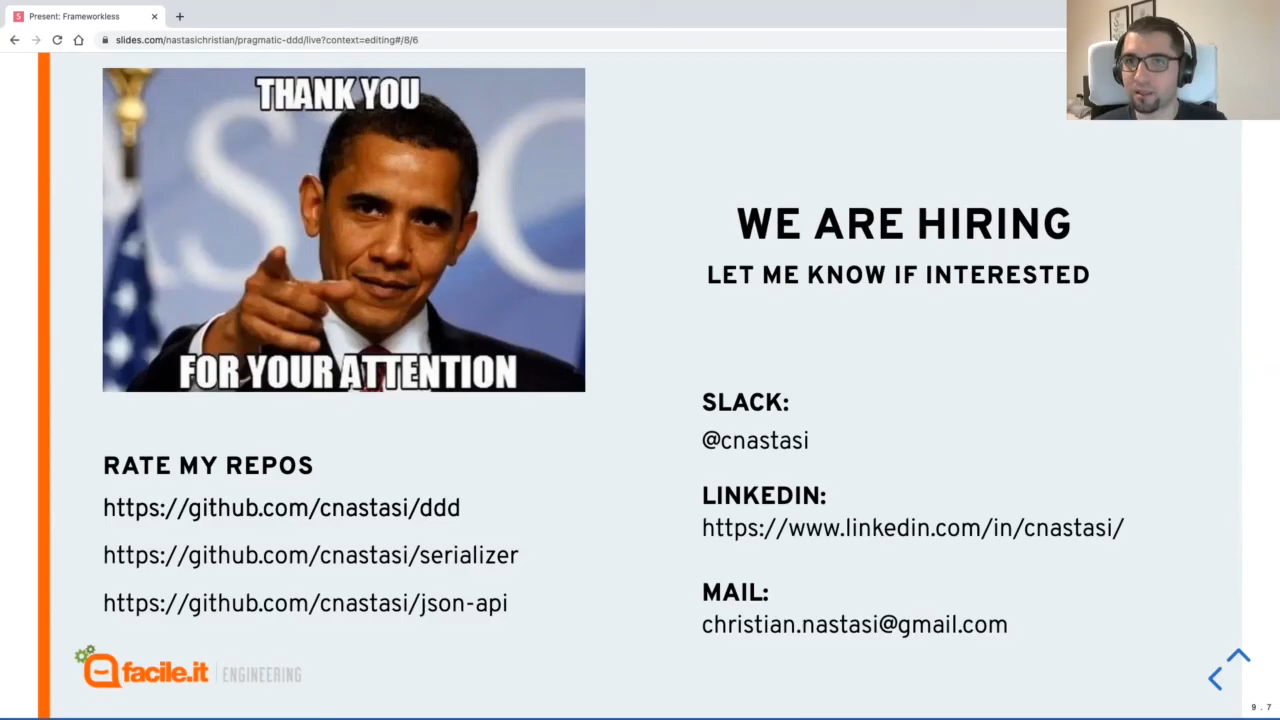 Present: Frameworkless
slides.com/nastasichristian/pragmatic-ddd/live?context=editing#/8/6
THANK YOU
FOR YOUR ATTENTION
RATE MY REPOS
https://github.com/cnastasi/ddd
https://github.com/cnastasi/serializer
https://github.com/cnastasi/json-api
facile.it ENGINEERING
WE ARE HIRING
LET ME KNOW IF INTERESTED
SLACK:
@cnastasi
LINKEDIN:
https://www.linkedin.com/in/cnastasi/
MAIL:
christian.nastasi@gmail.com
9.7